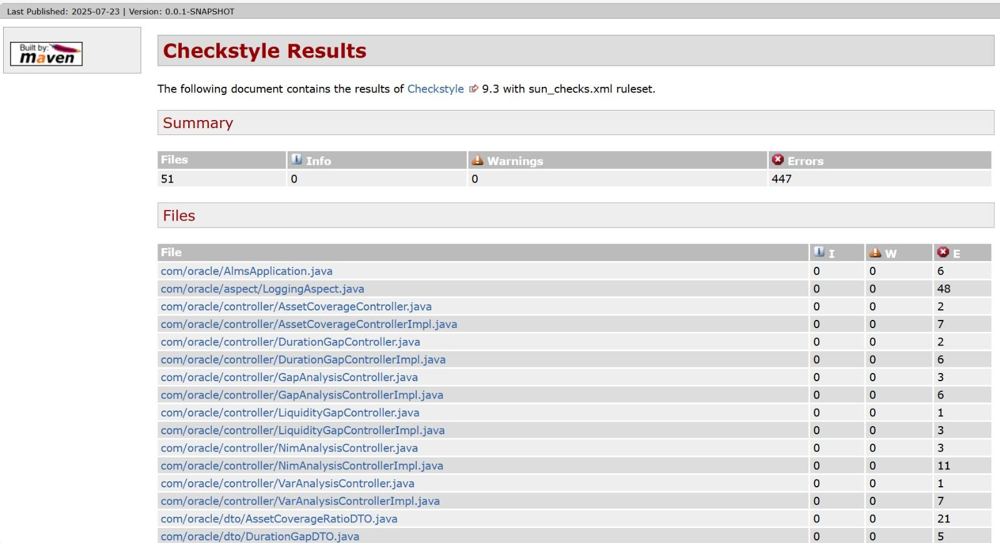 Last Published: 2025-07-23 | Version: 0.0.1-SNAPSHOT
Built by:
maven
Checkstyle Results
The following document contains the results of Checkstyle 9.3 with sun_checks.xml ruleset.
Summary
Files Info Warnings Errors
51 0 0 447
Files
File I W E
com/oracle/AlmsApplication.java 0 0 6
com/oracle/aspect/LoggingAspect.java 0 0 48
com/oracle/controller/AssetCoverageController.java 0 0 2
com/oracle/controller/AssetCoverageControllerImpl.java 0 0 7
com/oracle/controller/DurationGapController.java 0 0 2
com/oracle/controller/DurationGapControllerImpl.java 0 0 6
com/oracle/controller/GapAnalysisController.java 0 0 3
com/oracle/controller/GapAnalysisControllerImpl.java 0 0 6
com/oracle/controller/LiquidityGapController.java 0 0 1
com/oracle/controller/LiquidityGapControllerImpl.java 0 0 3
com/oracle/controller/NimAnalysisController.java 0 0 3
com/oracle/controller/NimAnalysisControllerImpl.java 0 0 11
com/oracle/controller/VarAnalysisController.java 0 0 1
com/oracle/controller/VarAnalysisControllerImpl.java 0 0 7
com/oracle/dto/AssetCoverageRatioDTO.java 0 0 21
com/oracle/dto/DurationGapDTO.java 0 0 5